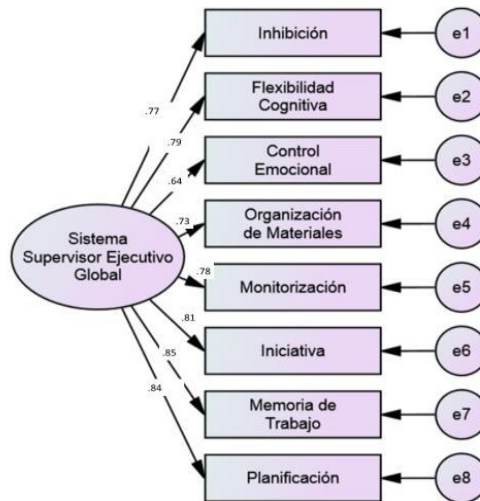 Inhibición
e1
.77
Flexibilidad
Cognitiva
e2
.79
Control
Emocional
e3
.64
Organización
de Materiales
e4
.73
Sistema
Supervisor Ejecutivo
Global
Monitorización
e5
.78
Iniciativa
e6
.81
Memoria de
Trabajo
e7
.85
Planificación
e8
.84